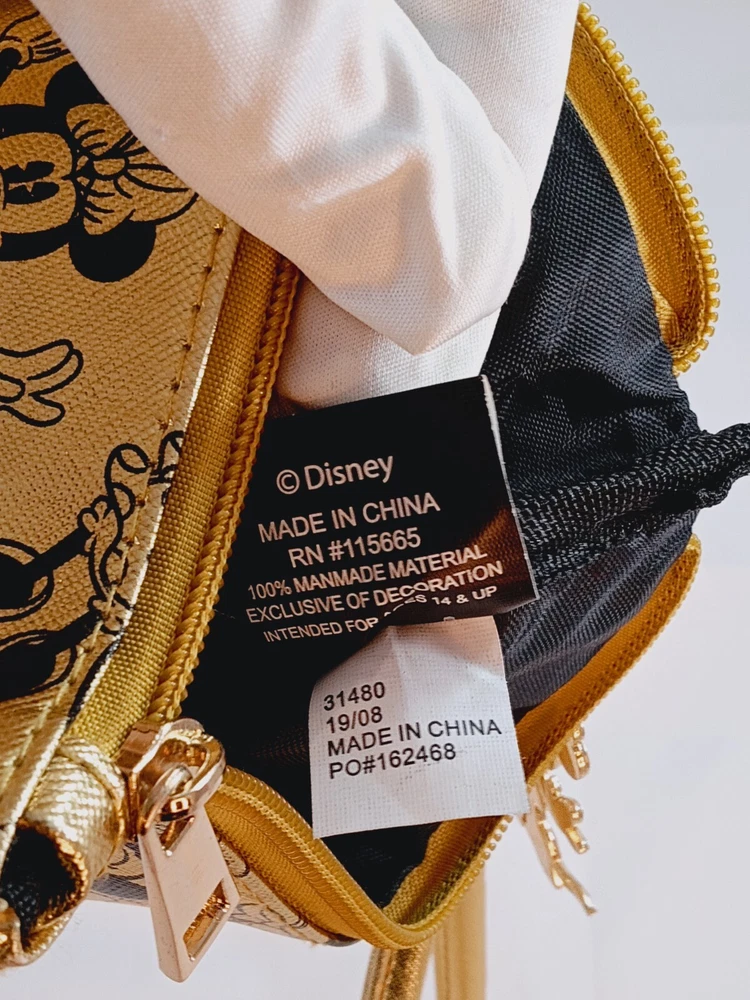 © Disney
MADE IN CHINA
RN #115665
100% MANMADE MATERIAL
EXCLUSIVE OF DECORATION
INTENDED FOR AGES 14 & UP
31480
19/08
MADE IN CHINA
PO#162468